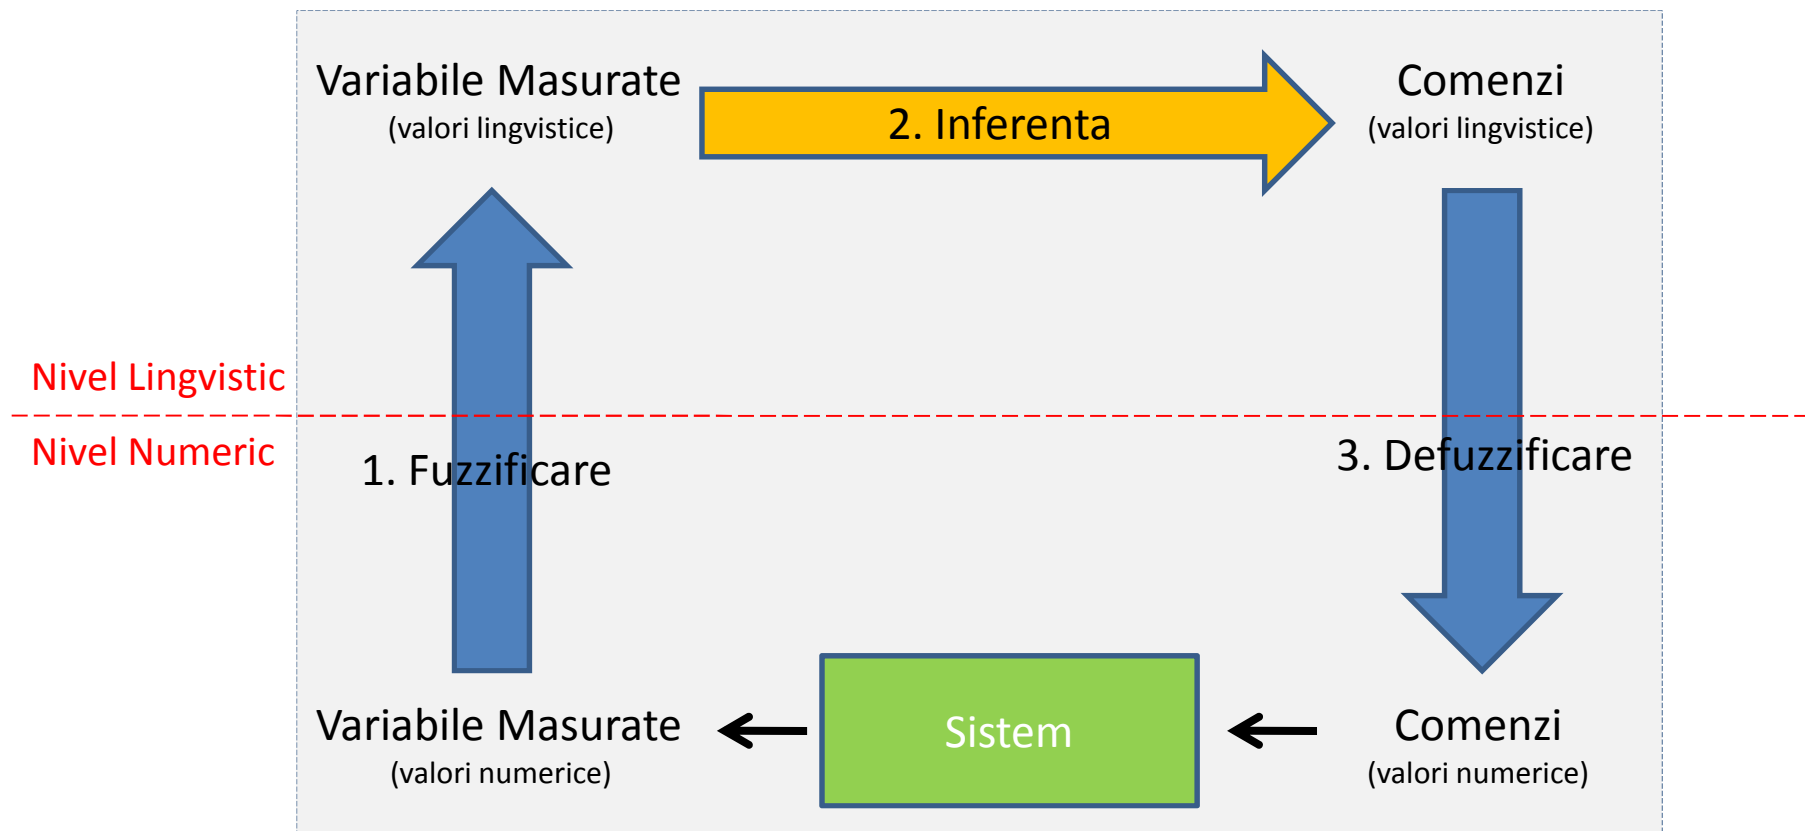 Variabile Masurate
(valori lingvistice)
2. Inferenta
Comenzi
(valori lingvistice)
Nivel Lingvistic
Nivel Numeric
1. Fuzzificare
3. Defuzzificare
Variabile Masurate
(valori numerice)
Sistem
Comenzi
(valori numerice)